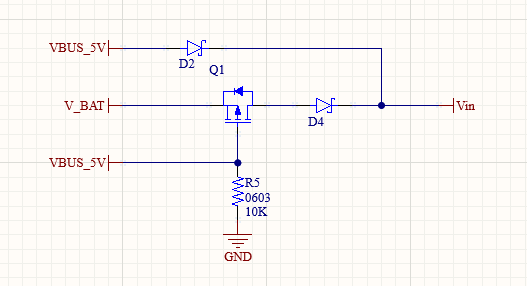 VBUS_5V
D2
Q1
V_BAT
D4
Vin
VBUS_5V
R5
0603
10K
GND